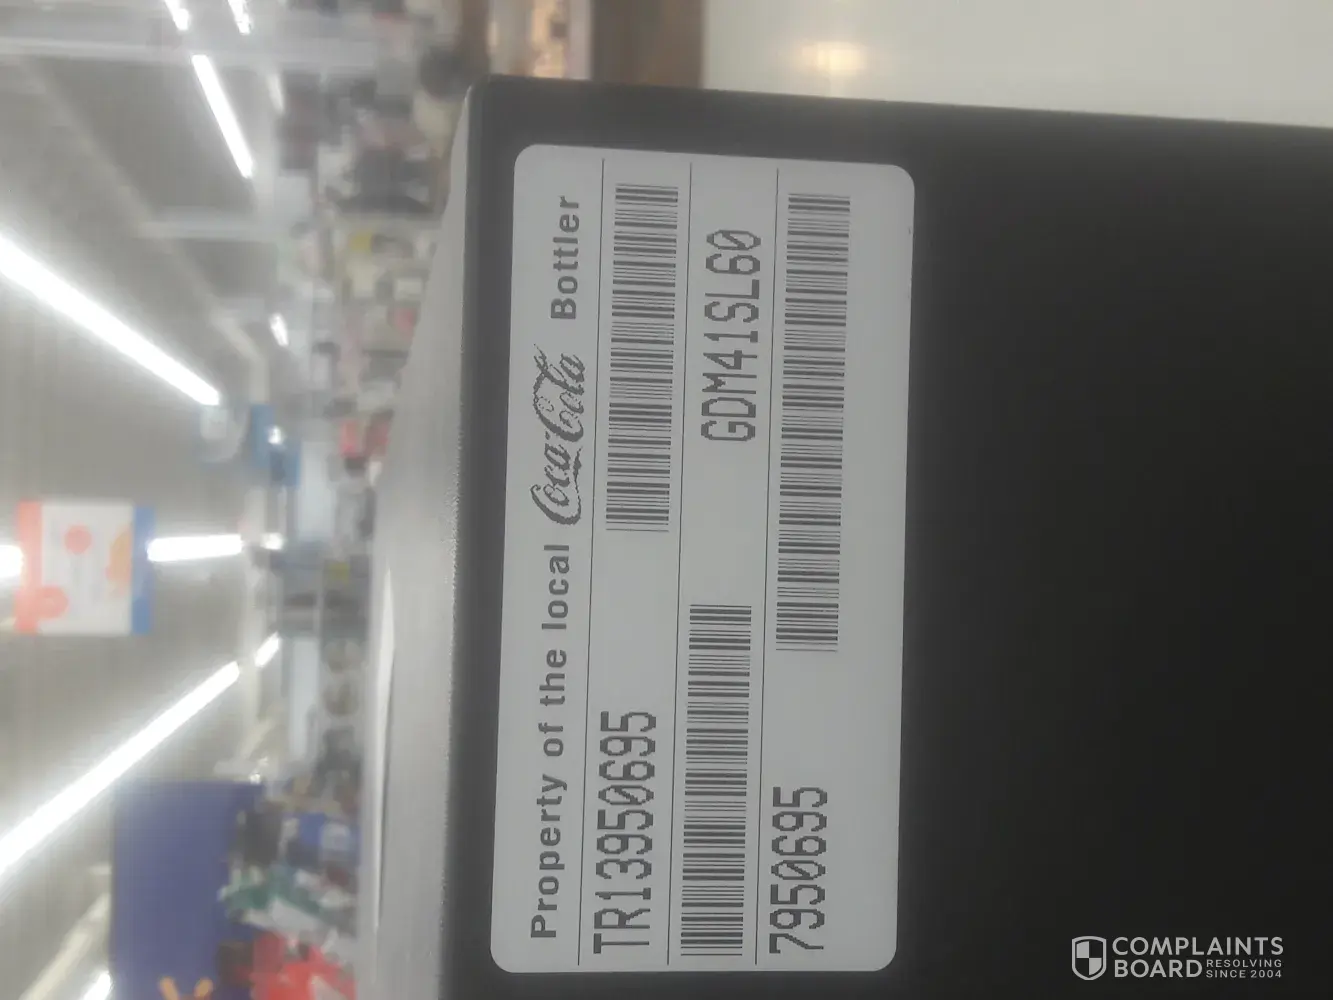 Property of the local Coca-Cola Bottler
TR13950695
GDM41SL60
7950695
COMPLAINTS
BOARD RESOLVING
SINCE 2004